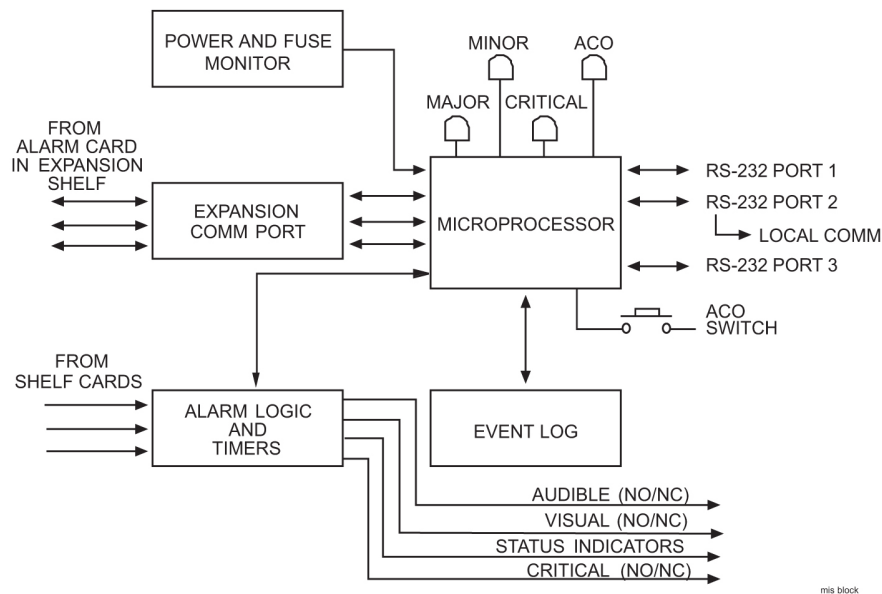 POWER AND FUSE
MONITOR
MINOR
ACO
MAJOR
CRITICAL
FROM
ALARM CARD
IN EXPANSION
SHELF
EXPANSION
COMM PORT
MICROPROCESSOR
RS-232 PORT 1
RS-232 PORT 2
LOCAL COMM
RS-232 PORT 3
ACO
SWITCH
FROM
SHELF CARDS
ALARM LOGIC
AND
TIMERS
EVENT LOG
AUDIBLE (NO/NC)
VISUAL (NO/NC)
STATUS INDICATORS
CRITICAL (NO/NC)
mis block